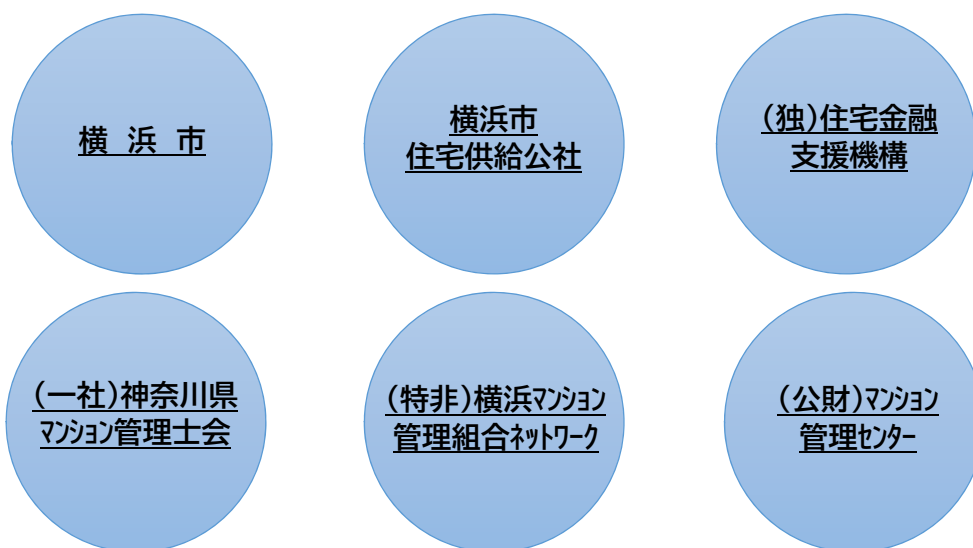 横 浜 市
横浜市
住宅供給公社
(独)住宅金融
支援機構
(一社)神奈川県
マンション管理士会
(特非)横浜マンション
管理組合ネットワーク
(公財)マンション
管理センター